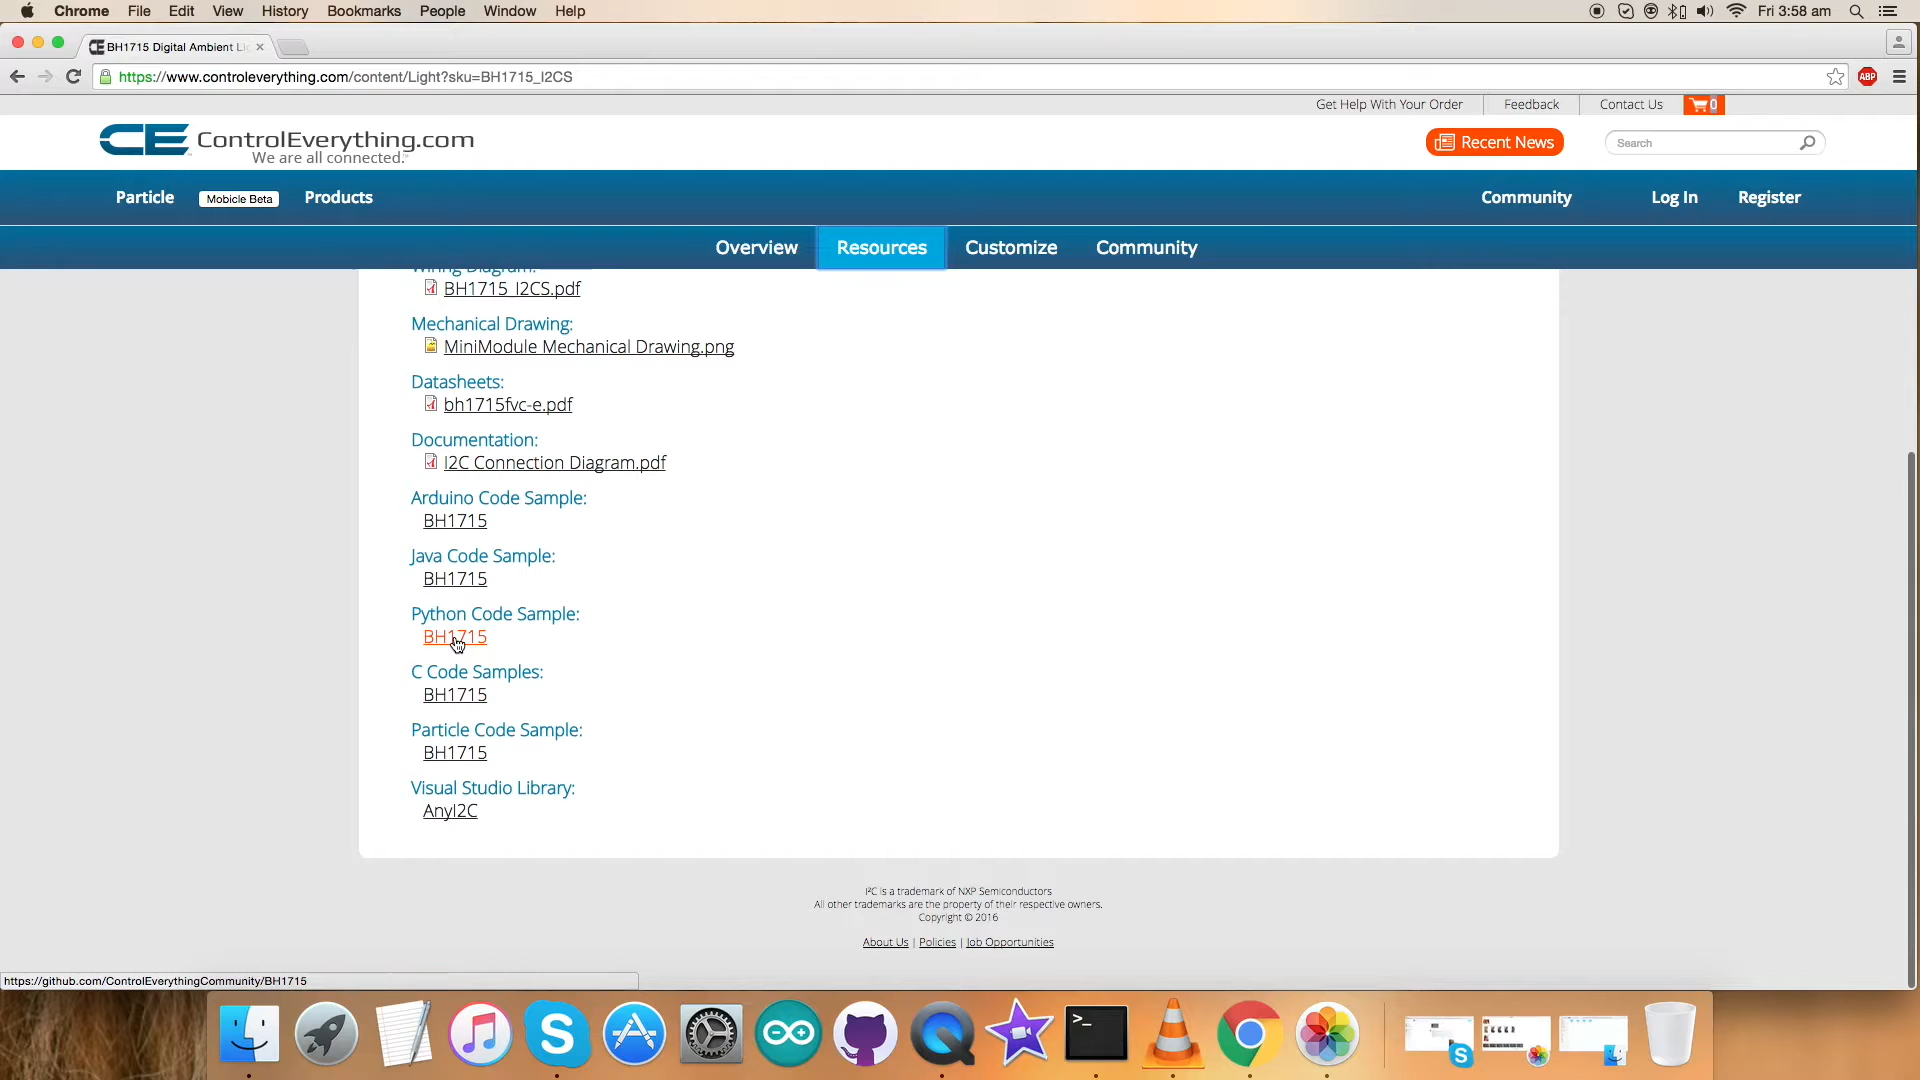 Chrome File Edit View History Bookmarks People Window Help Fri 3:58 am
BH1715 Digital Ambient Li
https://www.controleverything.com/content/Light?sku=BH1715_I2CS
ABP
Get Help With Your Order Feedback Contact Us 0
CE ControlEverything.com
We are all connected.
Recent News
Search
Particle Mobicle Beta Products Community Log In Register
Overview Resources Customize Community
Wiring Diagram:
BH1715_I2CS.pdf
Mechanical Drawing:
MiniModule Mechanical Drawing.png
Datasheets:
bh1715fvc-e.pdf
Documentation:
I2C Connection Diagram.pdf
Arduino Code Sample:
BH1715
Java Code Sample:
BH1715
Python Code Sample:
BH1715
C Code Samples:
BH1715
Particle Code Sample:
BH1715
Visual Studio Library:
AnyI2C
I²C is a trademark of NXP Semiconductors
All other trademarks are the property of their respective owners.
Copyright © 2016
About Us | Policies | Job Opportunities
https://github.com/ControlEverythingCommunity/BH1715